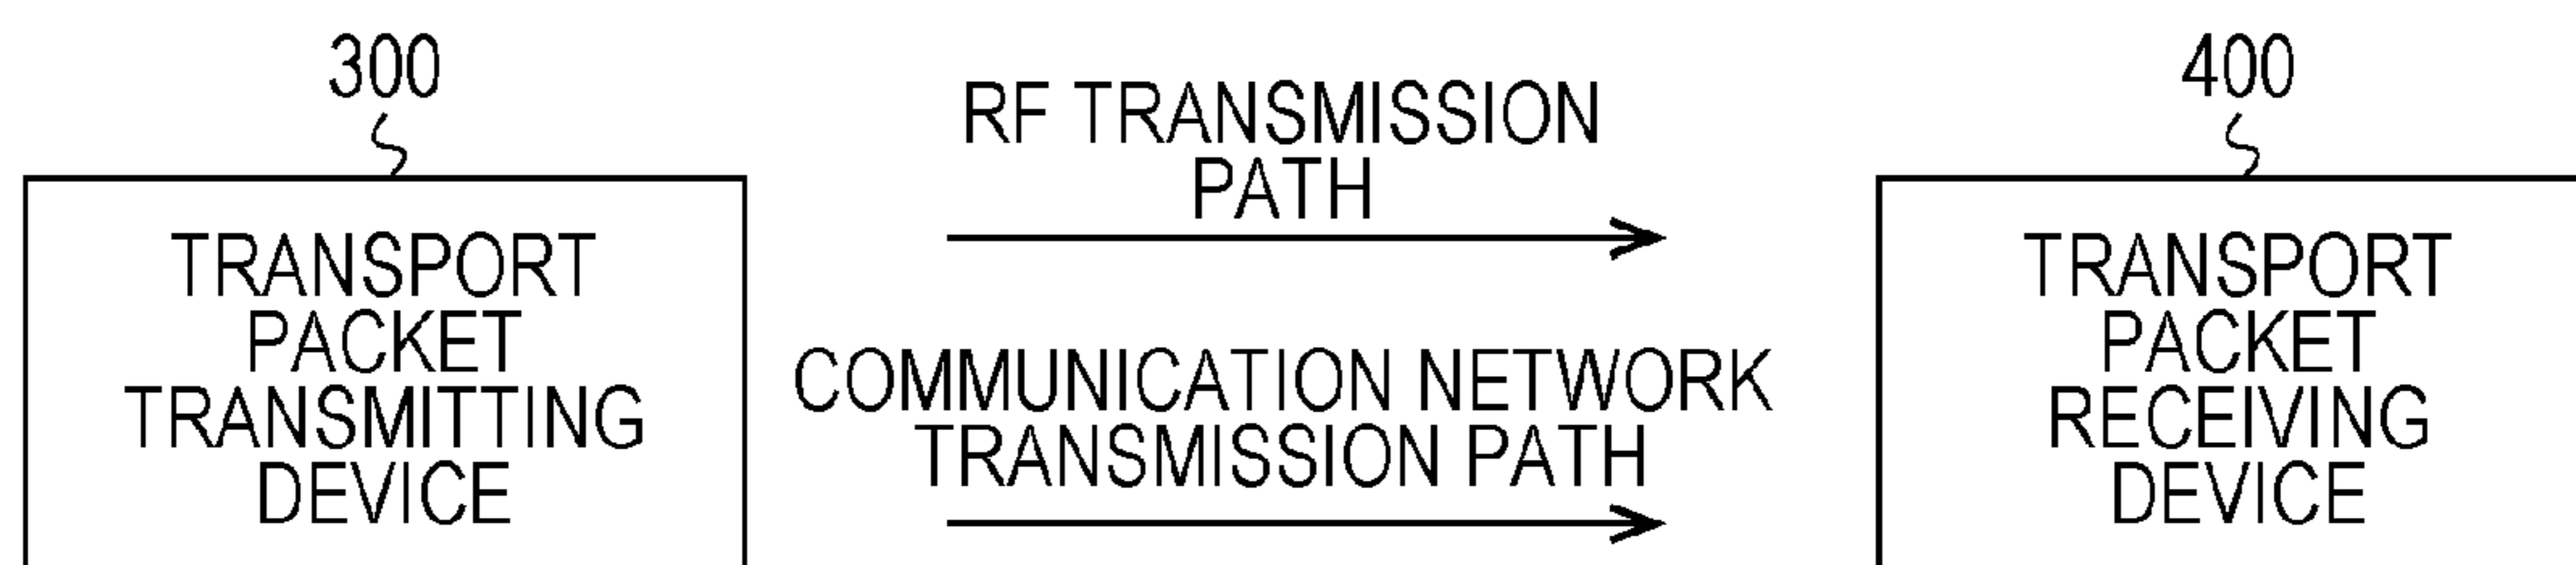 300
TRANSPORT
PACKET
TRANSMITTING
DEVICE
RF TRANSMISSION
PATH
COMMUNICATION NETWORK
TRANSMISSION PATH
400
TRANSPORT
PACKET
RECEIVING
DEVICE